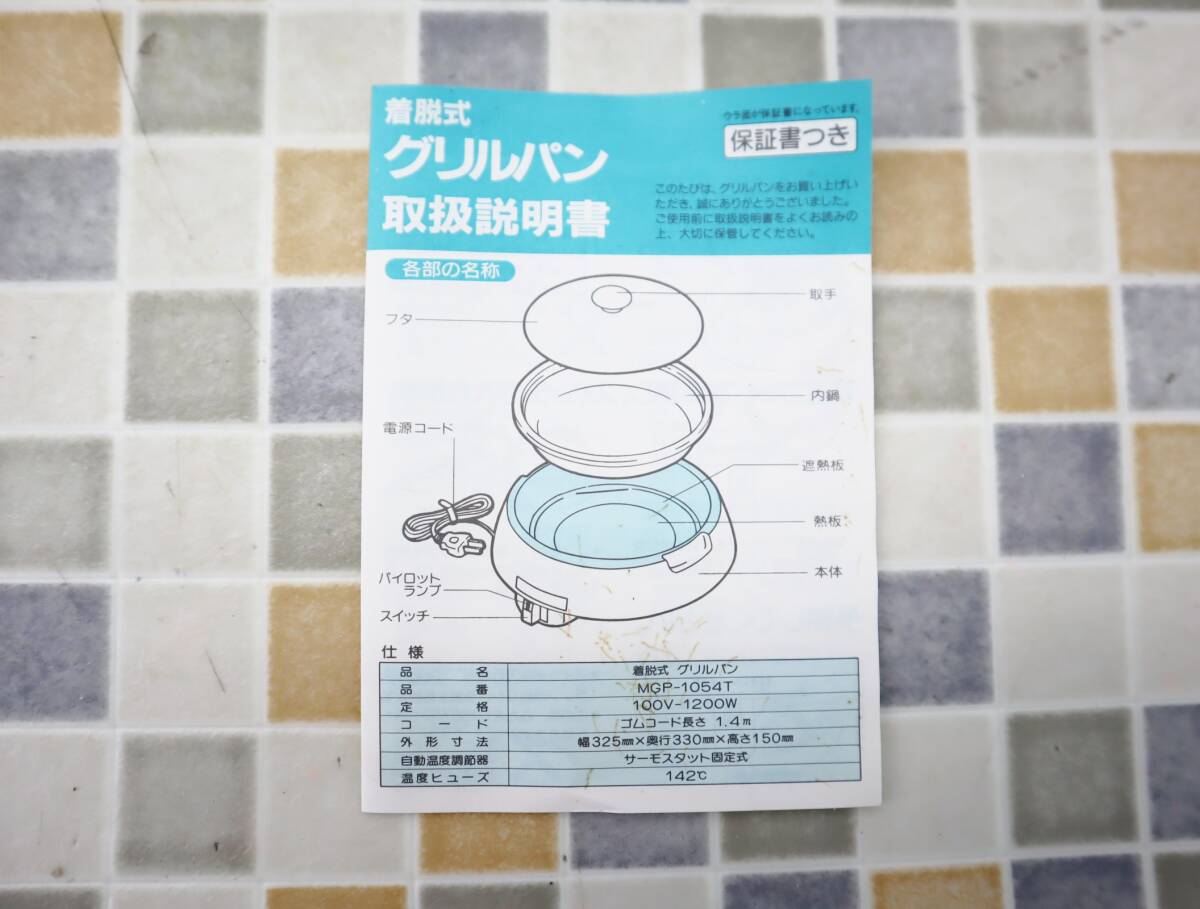 着脱式
グリルパン
取扱説明書
ウラ面が保証書になっています。
保証書つき
このたびは、グリルパンをお買い上げい
ただき、誠にありがとうございました。
ご使用前に取扱説明書をよくお読みの
上、大切に保管してください。
各部の名称
取手
フタ
内鍋
電源コード
遮熱板
熱板
本体
パイロット
ランプ
スイッチ
仕様
品名 着脱式 グリルパン
品番 MGP-1054T
定格 100V-1200W
コード ゴムコード長さ 1.4m
外形寸法 幅325㎜×奥行330㎜×高さ150㎜
自動温度調節器 サーモスタット固定式
温度ヒューズ 142℃